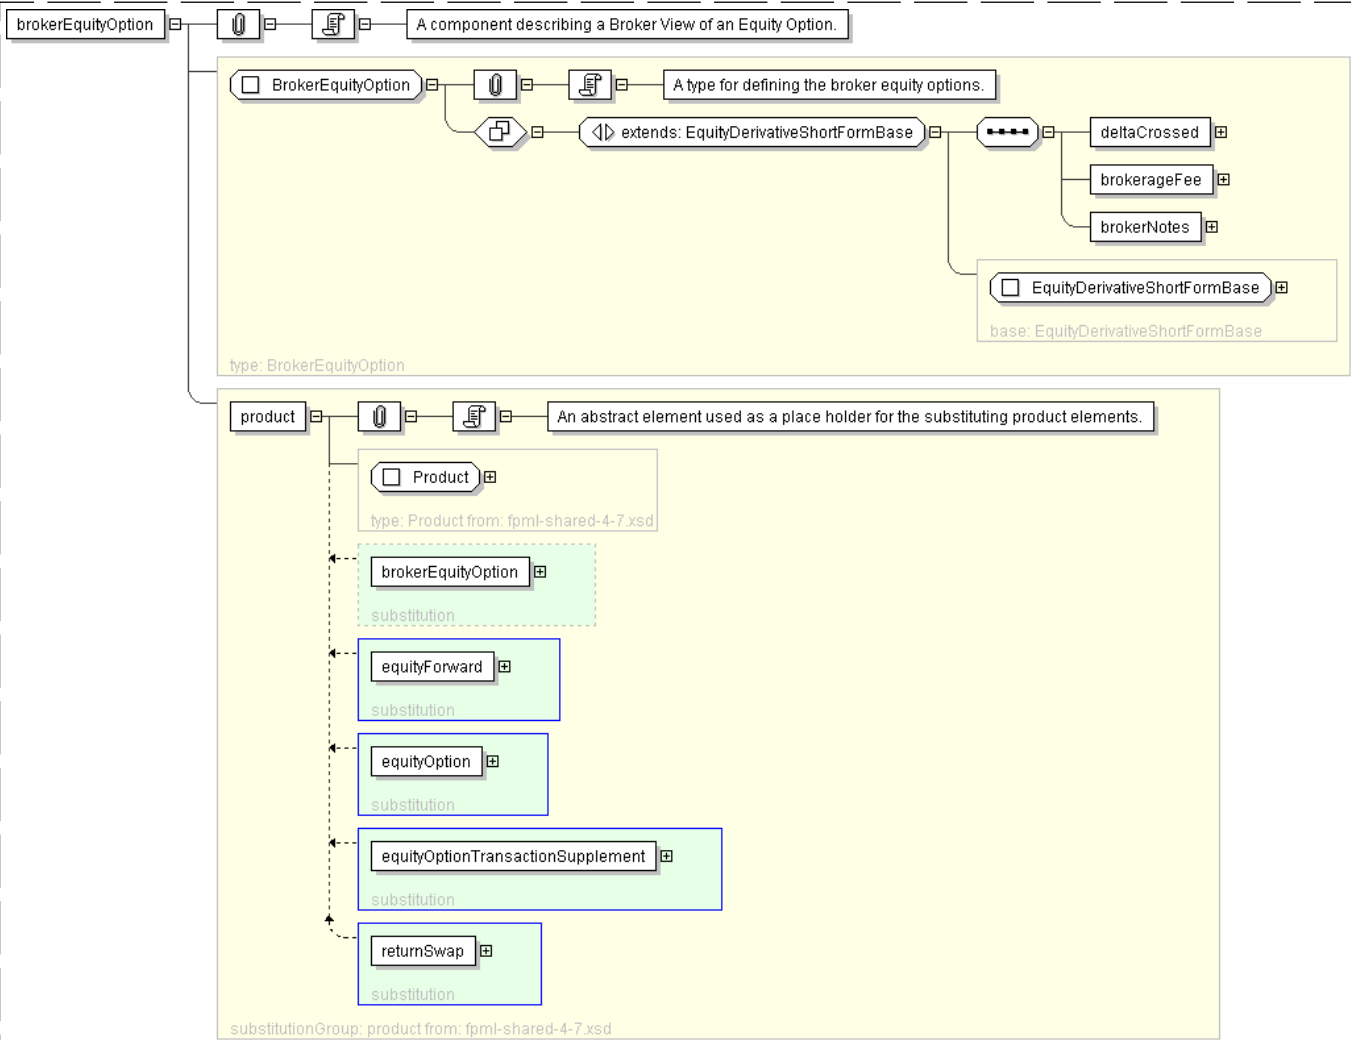 brokerEquityOption
A component describing a Broker View of an Equity Option.
BrokerEquityOption
A type for defining the broker equity options.
extends: EquityDerivativeShortFormBase
deltaCrossed
brokerageFee
brokerNotes
EquityDerivativeShortFormBase
base: EquityDerivativeShortFormBase
type: BrokerEquityOption
product
An abstract element used as a place holder for the substituting product elements.
Product
type: Product from: fpml-shared-4-7.xsd
brokerEquityOption
substitution
equityForward
substitution
equityOption
substitution
equityOptionTransactionSupplement
substitution
returnSwap
substitution
substitutionGroup: product from: fpml-shared-4-7.xsd